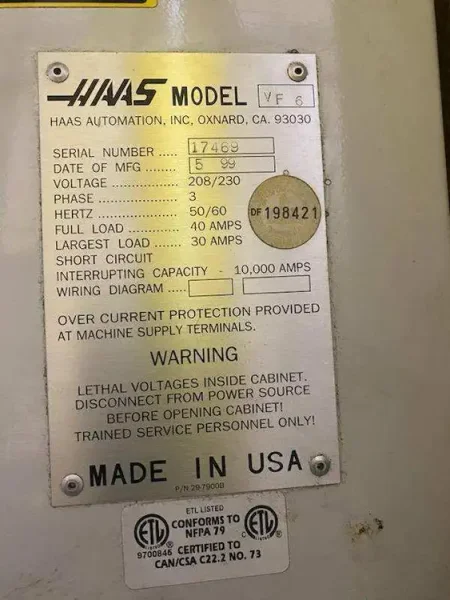 HAAS MODEL VF 6
HAAS AUTOMATION, INC, OXNARD, CA. 93030
SERIAL NUMBER ..... 17469
DATE OF MFG ....... 5 99
VOLTAGE ............... 208/230
PHASE .................. 3
HERTZ .................. 50/60
FULL LOAD ............ 40 AMPS
LARGEST LOAD ..... 30 AMPS
DF 198421
SHORT CIRCUIT
INTERRUPTING CAPACITY - 10,000 AMPS
WIRING DIAGRAM .....
OVER CURRENT PROTECTION PROVIDED
AT MACHINE SUPPLY TERMINALS.
WARNING
LETHAL VOLTAGES INSIDE CABINET.
DISCONNECT FROM POWER SOURCE
BEFORE OPENING CABINET!
TRAINED SERVICE PERSONNEL ONLY!
MADE IN USA
P/N 29-7900D
ETL LISTED
CONFORMS TO
NFPA 79
ETL
C ETL
9700846
CERTIFIED TO
CAN/CSA C22.2 NO. 73